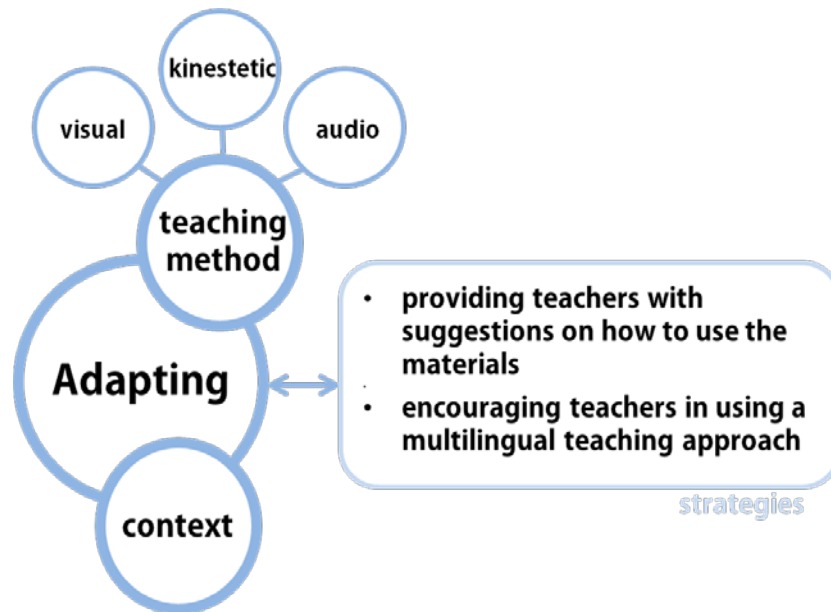 kinestetic
visual
audio
teaching
method
Adapting
context
• providing teachers with
suggestions on how to use the
materials
• encouraging teachers in using a
multilingual teaching approach
strategies